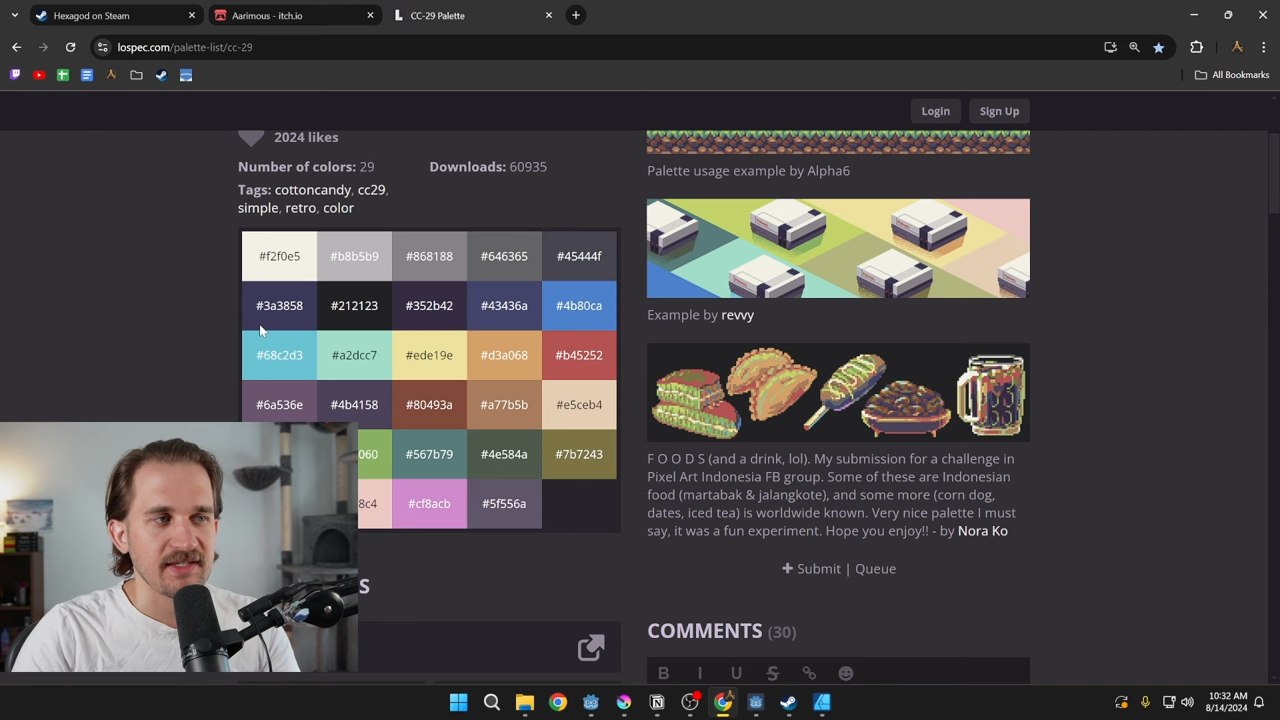 Hexagod on Steam
Aarimous - itch.io
CC-29 Palette
lospec.com/palette-list/cc-29
All Bookmarks
Login
Sign Up
2024 likes
Number of colors: 29
Downloads: 60935
Tags: cottoncandy, cc29,
simple, retro, color
#f2f0e5 #b8b5b9 #868188 #646365 #45444f
#3a3858 #212123 #352b42 #43436a #4b80ca
#68c2d3 #a2dcc7 #ede19e #d3a068 #b45252
#6a536e #4b4158 #80493a #a77b5b #e5ceb4
060 #567b79 #4e584a #7b7243
8c4 #cf8acb #5f556a
S
Palette usage example by Alpha6
Example by revvy
F O O D S (and a drink, lol). My submission for a challenge in
Pixel Art Indonesia FB group. Some of these are Indonesian
food (martabak & jalangkote), and some more (corn dog,
dates, iced tea) is worldwide known. Very nice palette I must
say, it was a fun experiment. Hope you enjoy!! - by Nora Ko
+ Submit | Queue
COMMENTS (30)
B I U S
10:32 AM
8/14/2024